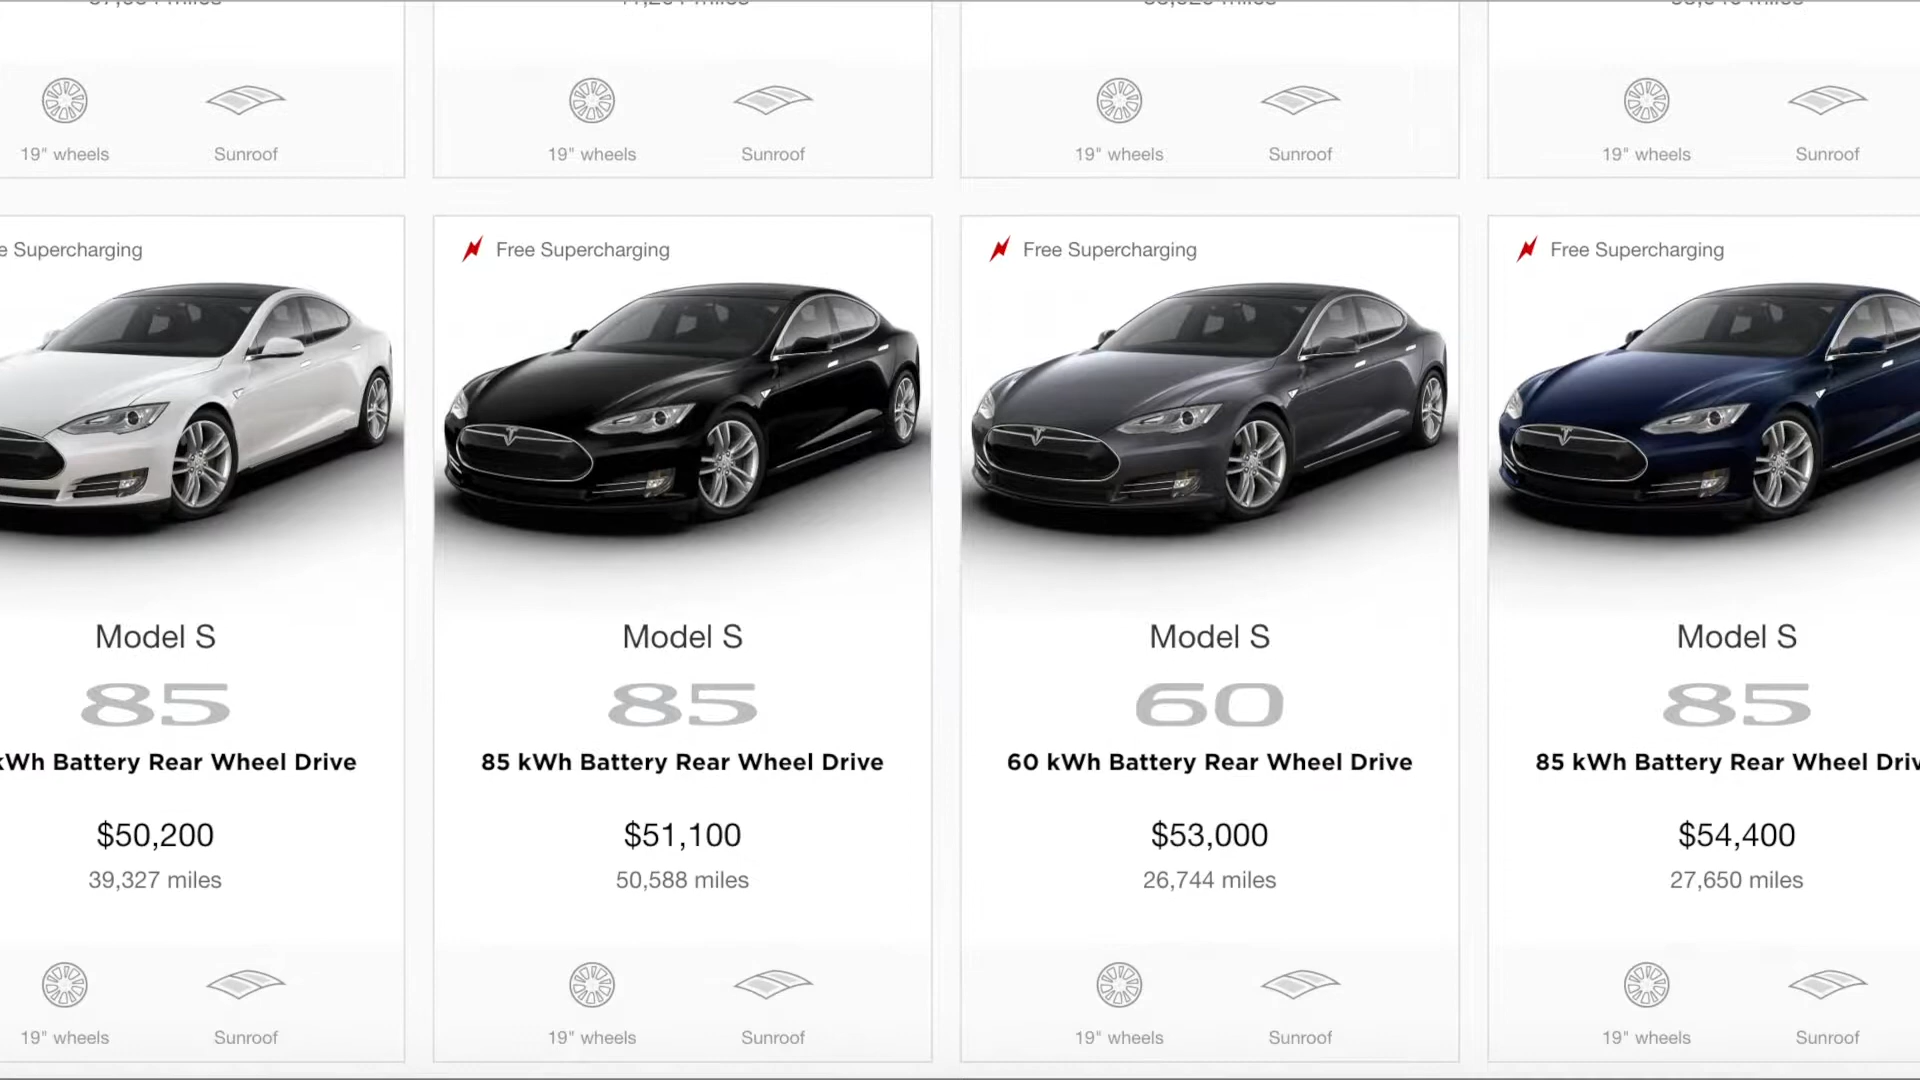 19" wheels Sunroof 19" wheels Sunroof 19" wheels Sunroof 19" wheels Sunroof
Supercharging Free Supercharging Free Supercharging Free Supercharging
Model S Model S Model S Model S
85 85 60 85
kWh Battery Rear Wheel Drive 85 kWh Battery Rear Wheel Drive 60 kWh Battery Rear Wheel Drive 85 kWh Battery Rear Wheel Driv
$50,200 $51,100 $53,000 $54,400
39,327 miles 50,588 miles 26,744 miles 27,650 miles
19" wheels Sunroof 19" wheels Sunroof 19" wheels Sunroof 19" wheels Sunroof